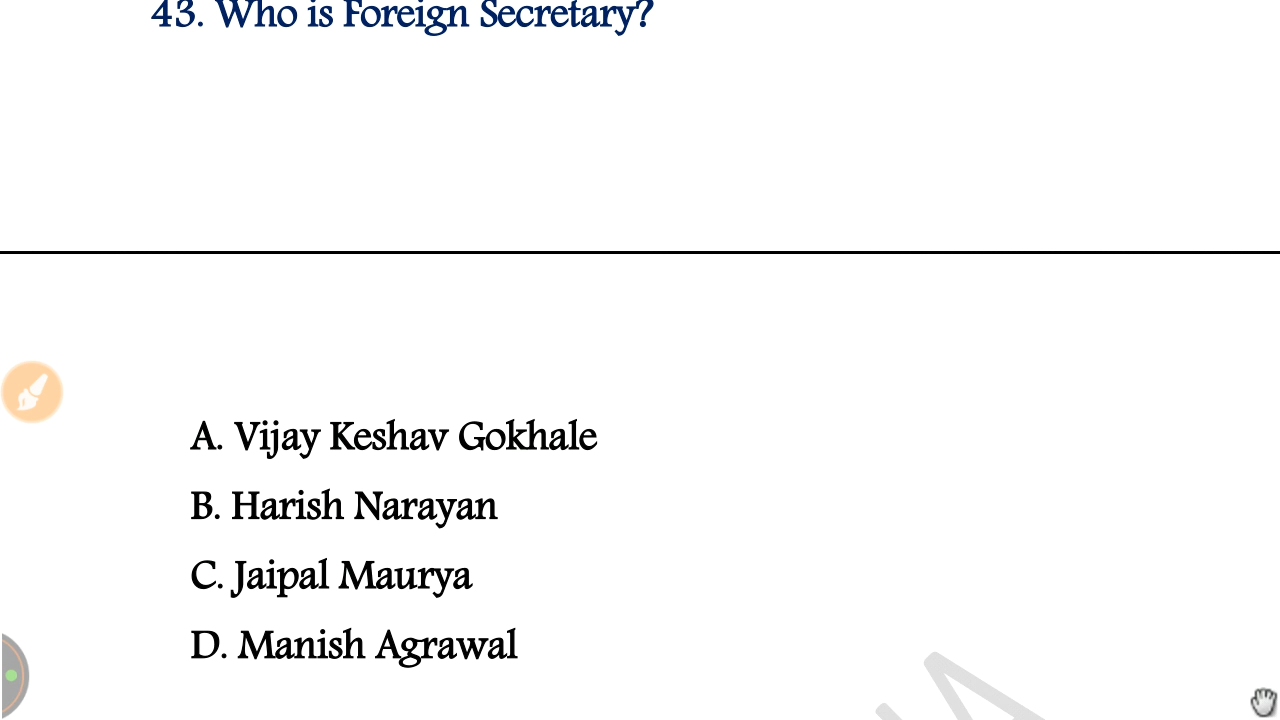 43. Who is Foreign Secretary?
A. Vijay Keshav Gokhale
B. Harish Narayan
C. Jaipal Maurya
D. Manish Agrawal